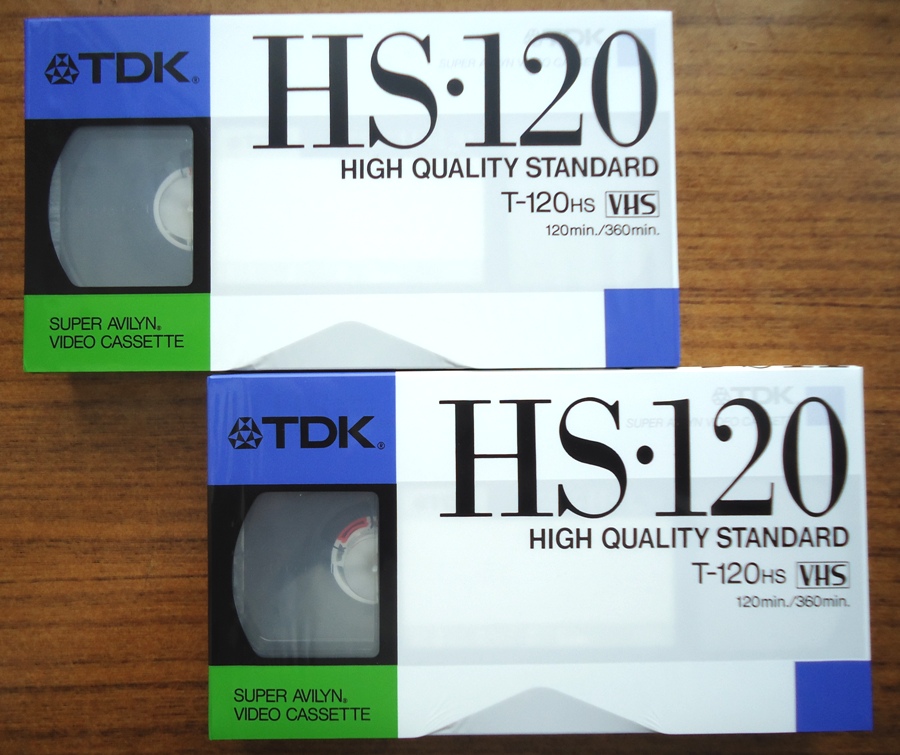 TDK®
HS·120
HIGH QUALITY STANDARD
T-120HS VHS
120min./360min.
SUPER AVILYN®
VIDEO CASSETTE
TDK®
HS·120
HIGH QUALITY STANDARD
T-120HS VHS
120min./360min.
SUPER AVILYN®
VIDEO CASSETTE